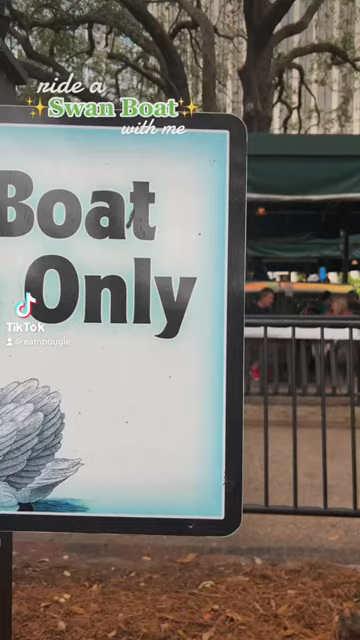 ride a
Swan Boat
with me
Boat
Only
TikTok
@eatnbougie